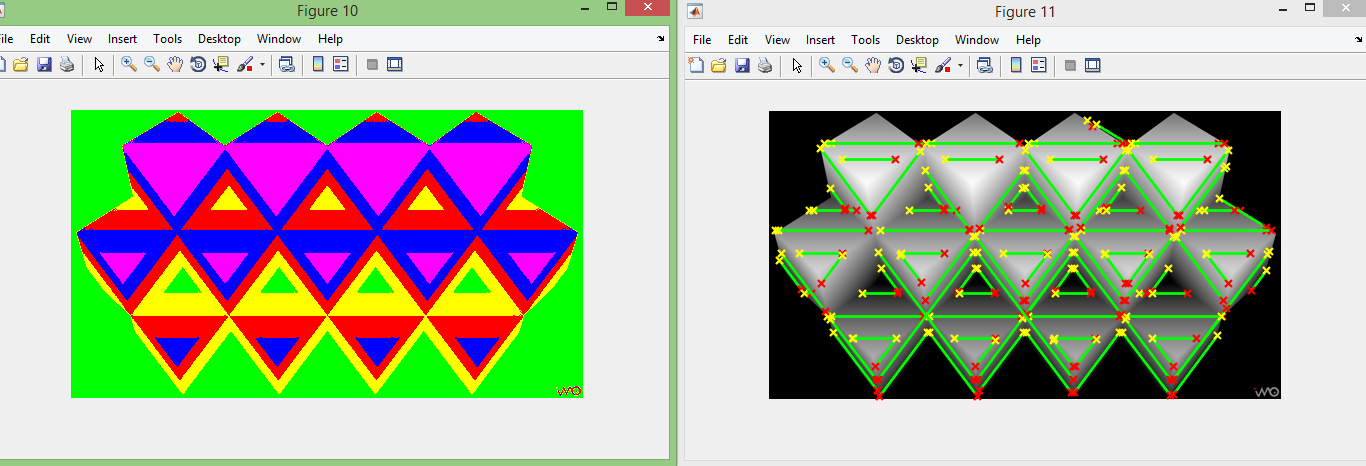 Figure 10
File Edit View Insert Tools Desktop Window Help
Figure 11
File Edit View Insert Tools Desktop Window Help